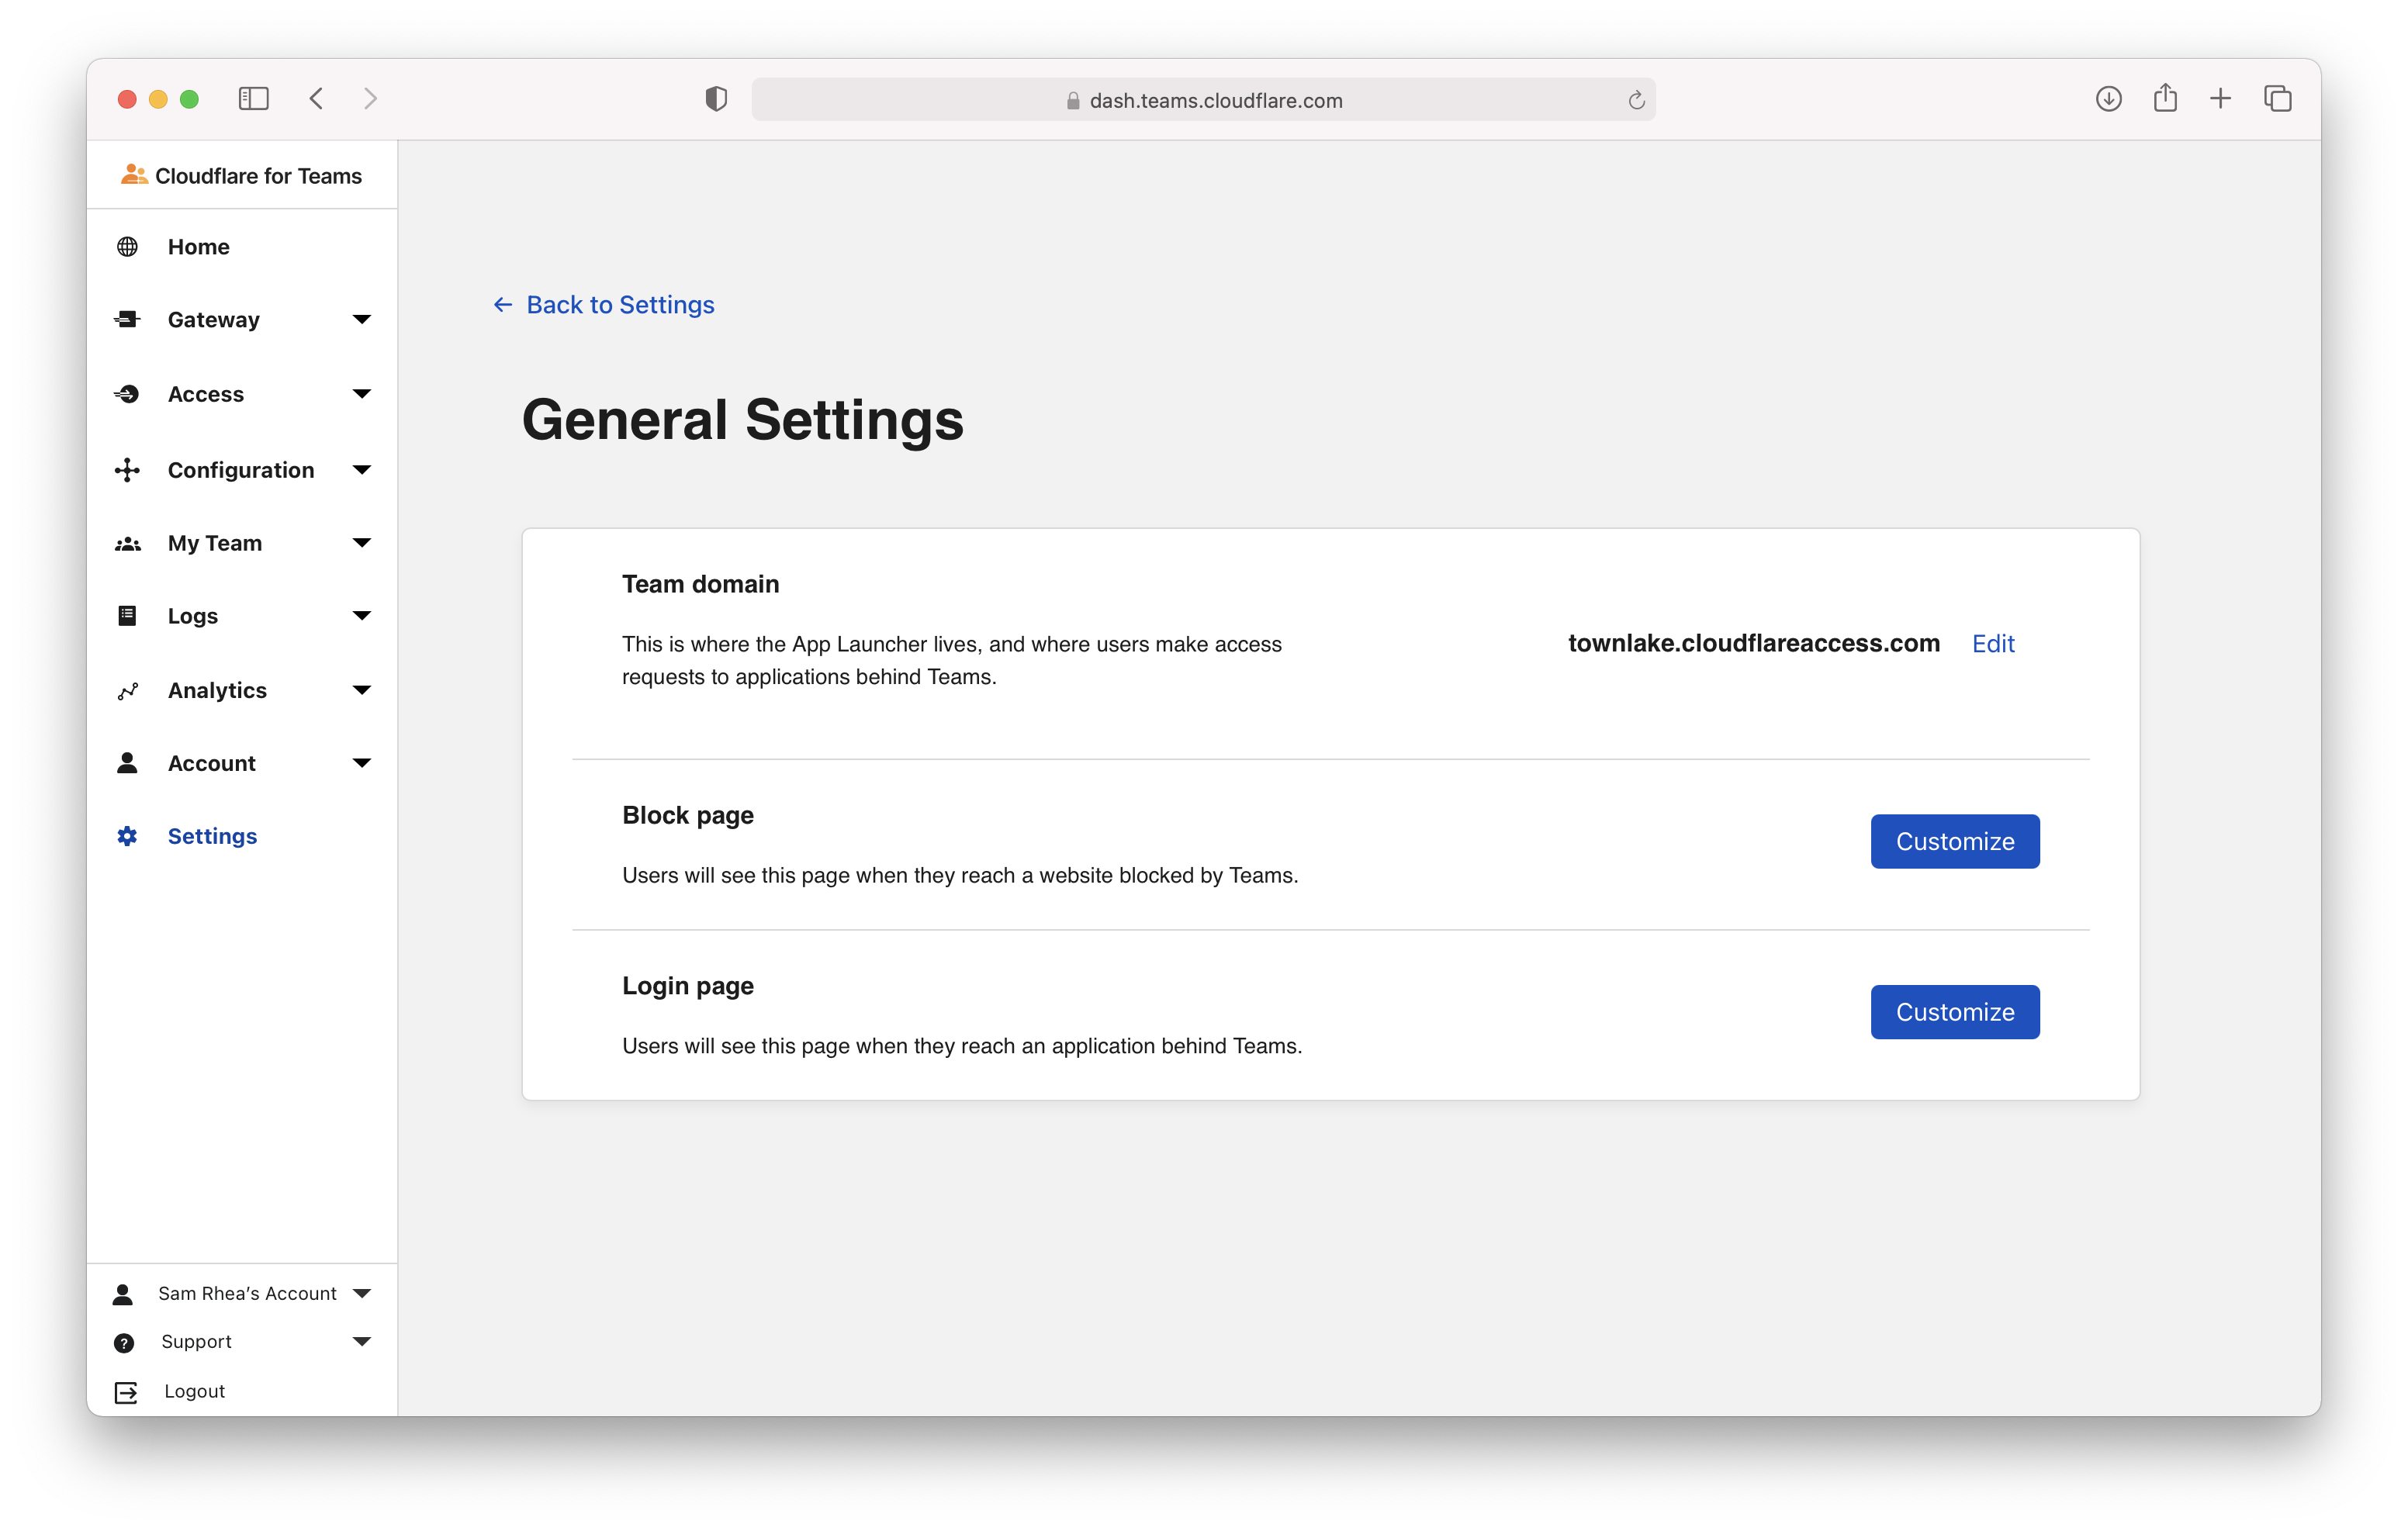 dash.teams.cloudflare.com
Cloudflare for Teams
Home
Gateway
Access
Configuration
My Team
Logs
Analytics
Account
Settings
Sam Rhea's Account
Support
Logout
← Back to Settings
General Settings
Team domain
This is where the App Launcher lives, and where users make access
requests to applications behind Teams.
townlake.cloudflareaccess.com Edit
Block page
Users will see this page when they reach a website blocked by Teams.
Customize
Login page
Users will see this page when they reach an application behind Teams.
Customize